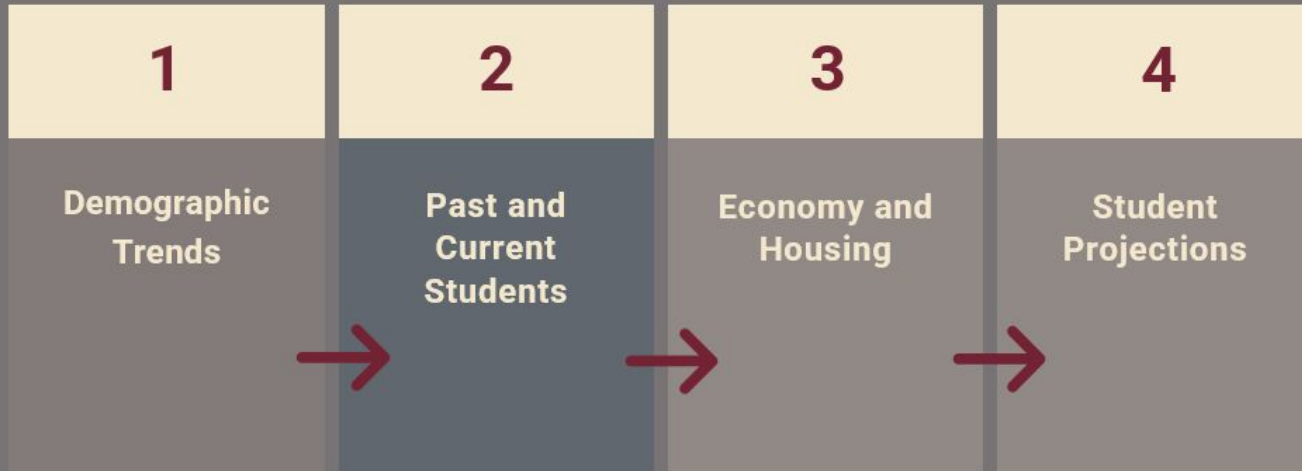 1
Demographic
Trends
2
Past and
Current
Students
3
Economy and
Housing
4
Student
Projections